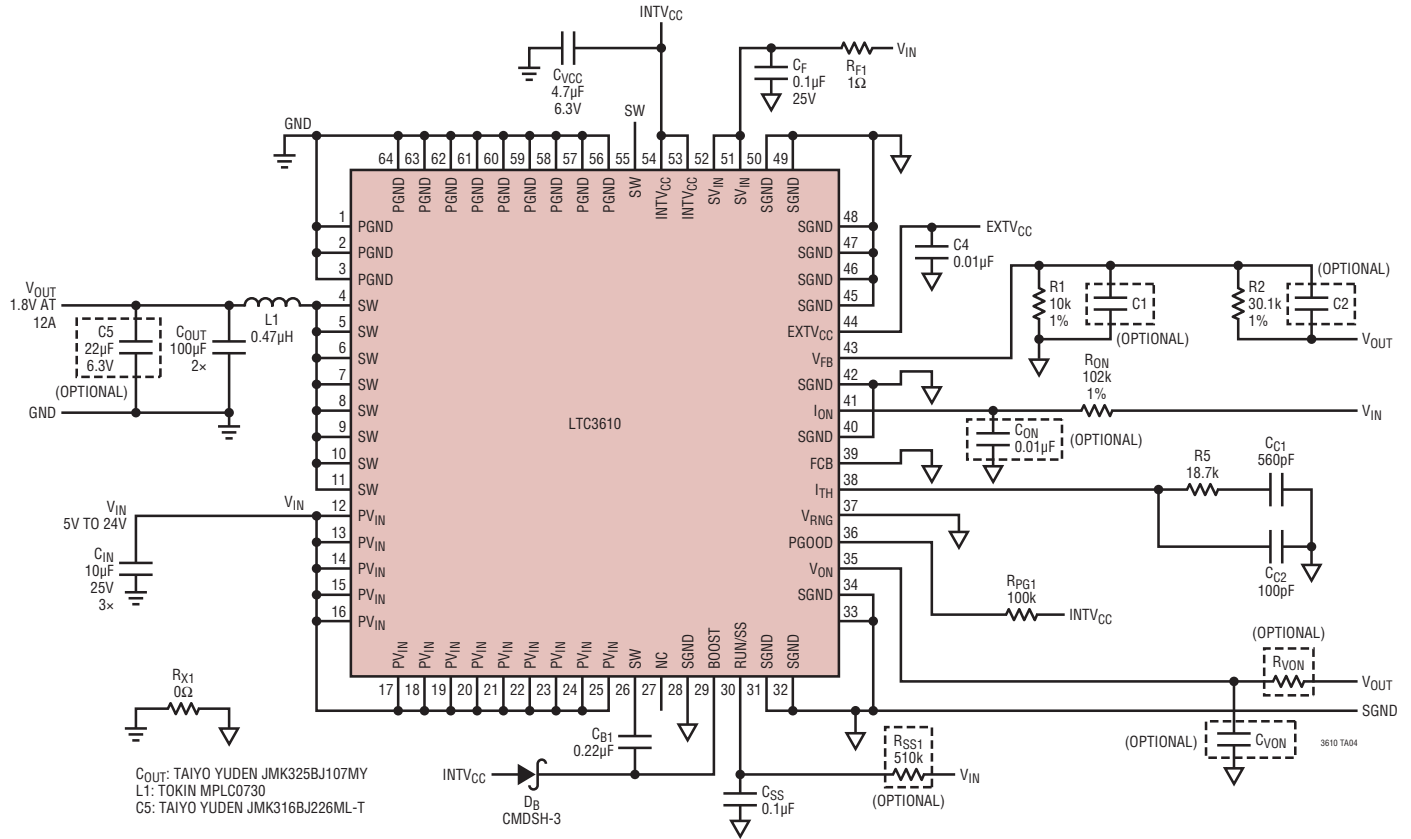 INTVCC
CVCC
4.7µF
6.3V
CF
0.1µF
25V
RF1
1Ω
VIN
SW
GND
64 63 62 61 60 59 58 57 56 55 54 53 52 51 50 49
PGND PGND PGND PGND PGND PGND PGND PGND PGND SW INTVCC INTVCC SVIN SVIN SGND SGND
1 PGND
2 PGND
3 PGND
4 SW
5 SW
6 SW
7 SW
8 SW
9 SW
10 SW
11 SW
12 PVIN
13 PVIN
14 PVIN
15 PVIN
16 PVIN
LTC3610
SGND 48
SGND 47
SGND 46
SGND 45
EXTVCC 44
VFB 43
SGND 42
ION 41
SGND 40
FCB 39
ITH 38
VRNG 37
PGOOD 36
VON 35
SGND 34
33
PVIN PVIN PVIN PVIN PVIN PVIN PVIN PVIN PVIN SW NC SGND BOOST RUN/SS SGND SGND
17 18 19 20 21 22 23 24 25 26 27 28 29 30 31 32
VOUT
1.8V AT
12A
C5
22µF
6.3V
(OPTIONAL)
COUT
100µF
2×
L1
0.47µH
GND
VIN
5V TO 24V
VIN
CIN
10µF
25V
3×
RX1
0Ω
EXTVCC
C4
0.01µF
R1
10k
1%
C1
(OPTIONAL)
R2
30.1k
1%
(OPTIONAL)
C2
VOUT
RON
102k
1%
VIN
CON
0.01µF
(OPTIONAL)
R5
18.7k
CC1
560pF
CC2
100pF
RPG1
100k
INTVCC
(OPTIONAL)
RVON
VOUT
SGND
(OPTIONAL)
CVON
3610 TA04
CB1
0.22µF
INTVCC
DB
CMDSH-3
CSS
0.1µF
RSS1
510k
(OPTIONAL)
VIN
COUT: TAIYO YUDEN JMK325BJ107MY
L1: TOKIN MPLC0730
C5: TAIYO YUDEN JMK316BJ226ML-T